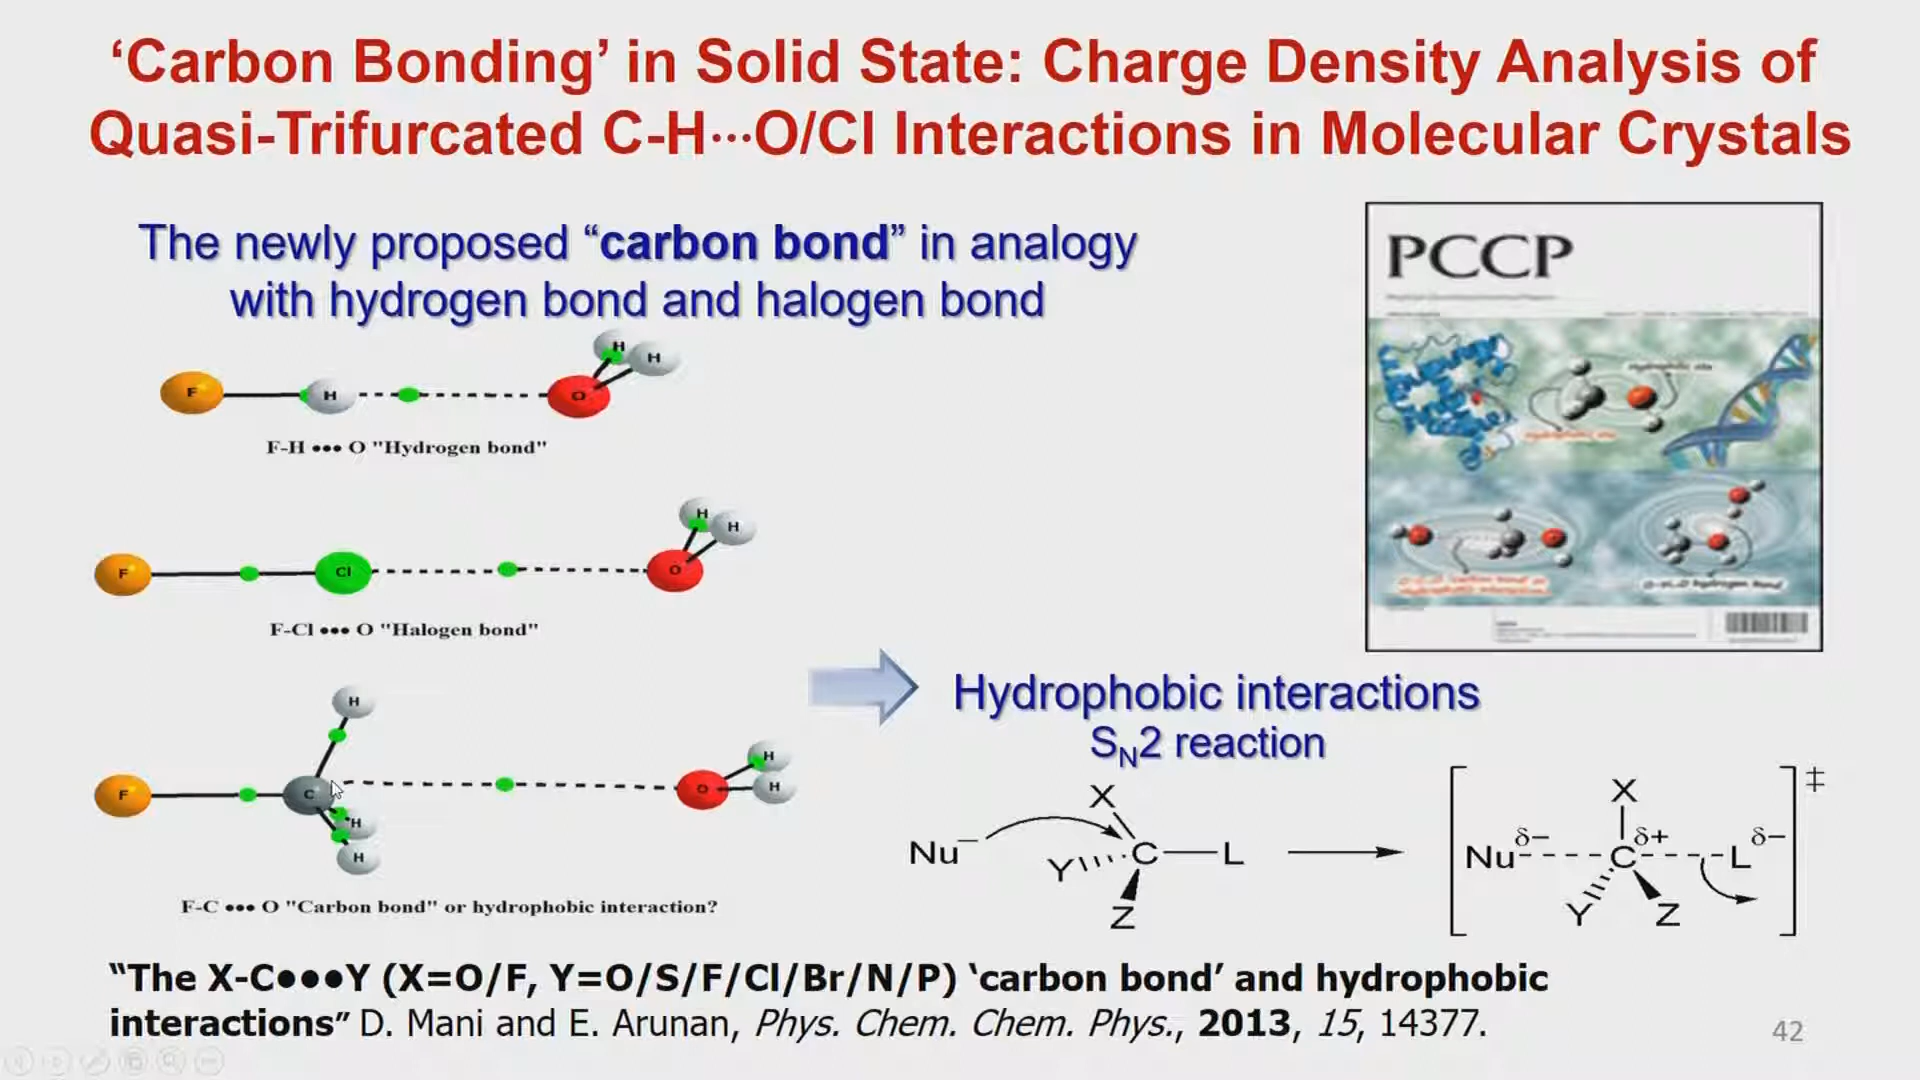 ‘Carbon Bonding’ in Solid State: Charge Density Analysis of
Quasi-Trifurcated C-H···O/Cl Interactions in Molecular Crystals
The newly proposed “carbon bond” in analogy
with hydrogen bond and halogen bond
PCCP
F H O H H
F-H ●●● O "Hydrogen bond"
F Cl O H H
F-Cl ●●● O "Halogen bond"
H
F C O H H
H
H
F-C ●●● O "Carbon bond" or hydrophobic interaction?
Hydrophobic interactions
SN2 reaction
X
Nu− Y C L
Z
X
Nu δ− C δ+ L δ− ‡
Y Z
“The X-C●●●Y (X=O/F, Y=O/S/F/Cl/Br/N/P) ‘carbon bond’ and hydrophobic
interactions” D. Mani and E. Arunan, Phys. Chem. Chem. Phys., 2013, 15, 14377.
42